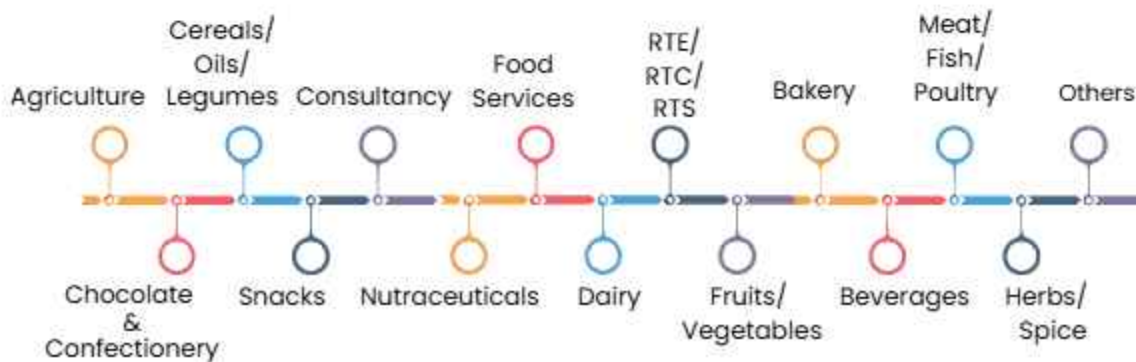 Agriculture
Chocolate
&
Confectionery
Cereals/
Oils/
Legumes
Snacks
Consultancy
Nutraceuticals
Food
Services
Dairy
RTE/
RTC/
RTS
Fruits/
Vegetables
Bakery
Beverages
Meat/
Fish/
Poultry
Herbs/
Spice
Others